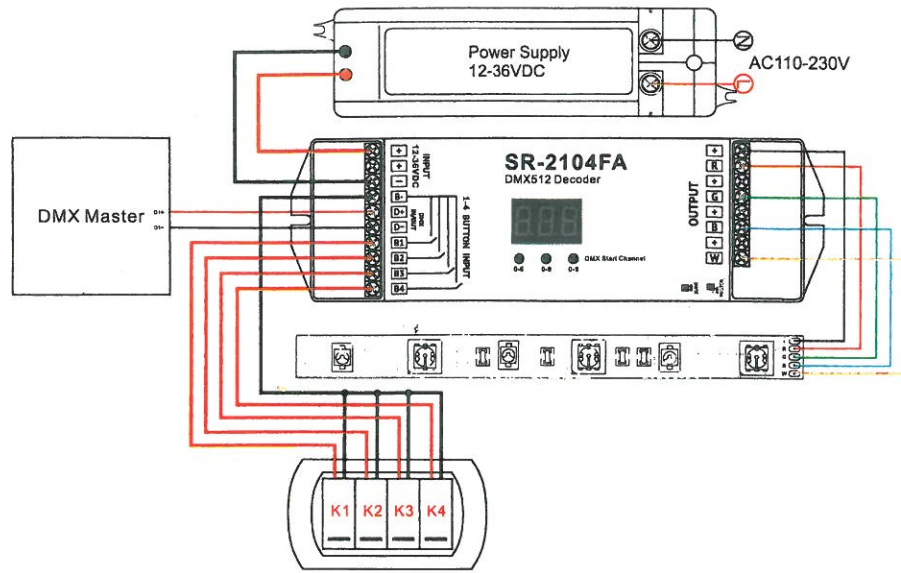 Power Supply
12-36VDC
N
L
AC110-230V
DMX Master
D1+
D1-
+
+
-
B-
D+
D-
B1
B2
B3
B4
INPUT
12-36VDC
DMX
INPUT
1-4 BUTTON INPUT
SR-2104FA
DMX512 Decoder
888
DMX Start Channel
0-9
0-9
OUTPUT
+
R
+
G
+
B
+
W
K1
K2
K3
K4